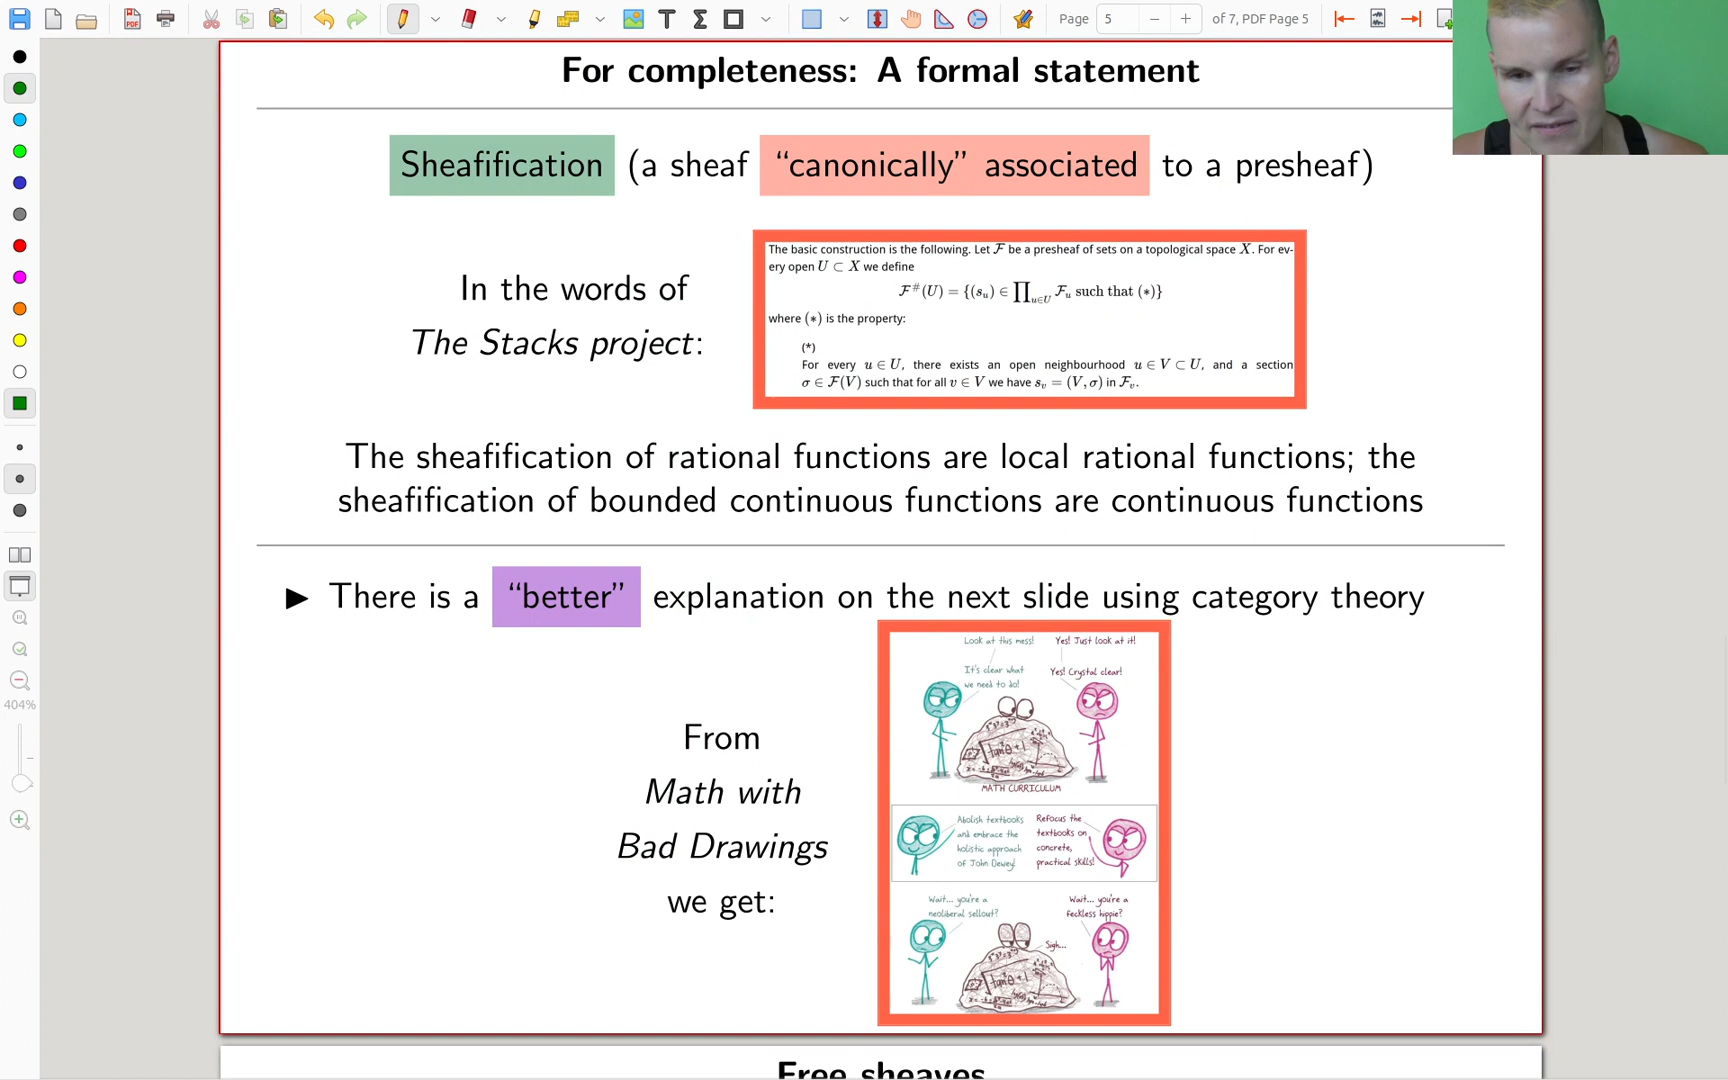 Page 5 of 7, PDF Page 5
For completeness: A formal statement
Sheafification (a sheaf “canonically” associated to a presheaf)
In the words of
The Stacks project:
The basic construction is the following. Let F be a presheaf of sets on a topological space X. For ev-
ery open U ⊂ X we define
F#(U) = {(s_u) ∈ ∏_{u∈U} F_u such that (∗)}
where (∗) is the property:
(*)
For every u ∈ U, there exists an open neighbourhood u ∈ V ⊂ U, and a section
σ ∈ F(V) such that for all v ∈ V we have s_v = (V, σ) in F_v.
The sheafification of rational functions are local rational functions; the
sheafification of bounded continuous functions are continuous functions
▶ There is a “better” explanation on the next slide using category theory
404%
From
Math with
Bad Drawings
we get:
Look at this mess!
Yes! Just look at it!
It's clear what
we need to do!
Yes! Crystal clear!
tanθ+1
MATH CURRICULUM
Abolish textbooks
and embrace the
holistic approach
of John Dewey!
Refocus the
textbooks on
concrete,
practical skills!
Wait... you're a
neoliberal sellout?
Wait... you're a
feckless hippie?
Sigh...
tanθ+1
Free sheaves